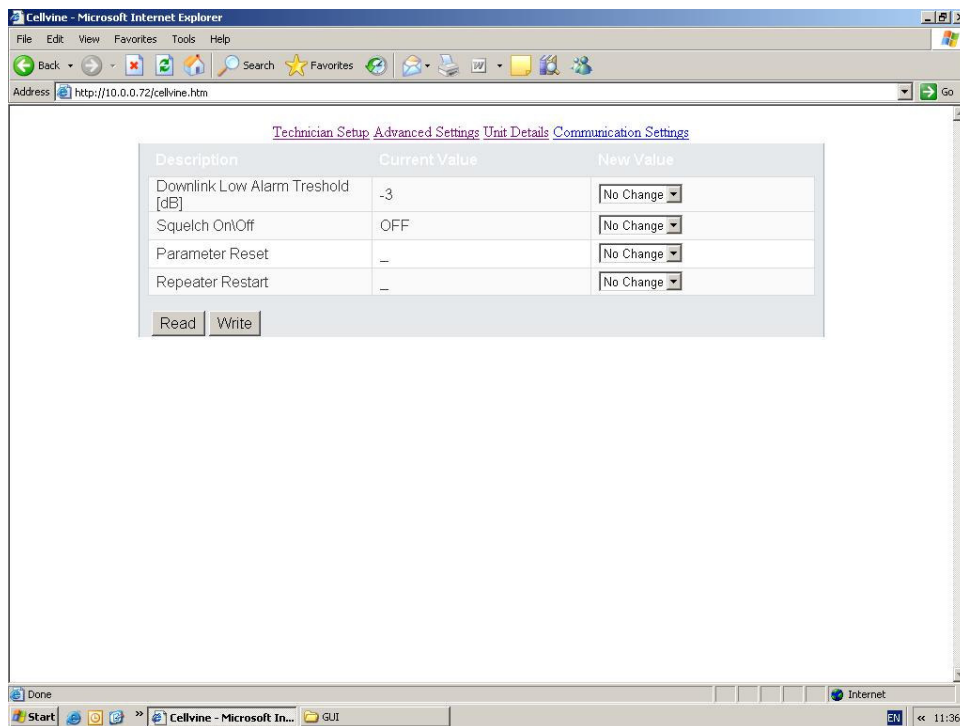 Cellvine - Microsoft Internet Explorer
File Edit View Favorites Tools Help
Back Search Favorites
Address http://10.0.0.72/cellvine.htm Go
Technician Setup Advanced Settings Unit Details Communication Settings
Description Current Value New Value
Downlink Low Alarm Treshold
[dB] -3 No Change
Squelch On\Off OFF No Change
Parameter Reset _ No Change
Repeater Restart _ No Change
Read Write
Done Internet
Start » Cellvine - Microsoft In... GUI EN « 11:36